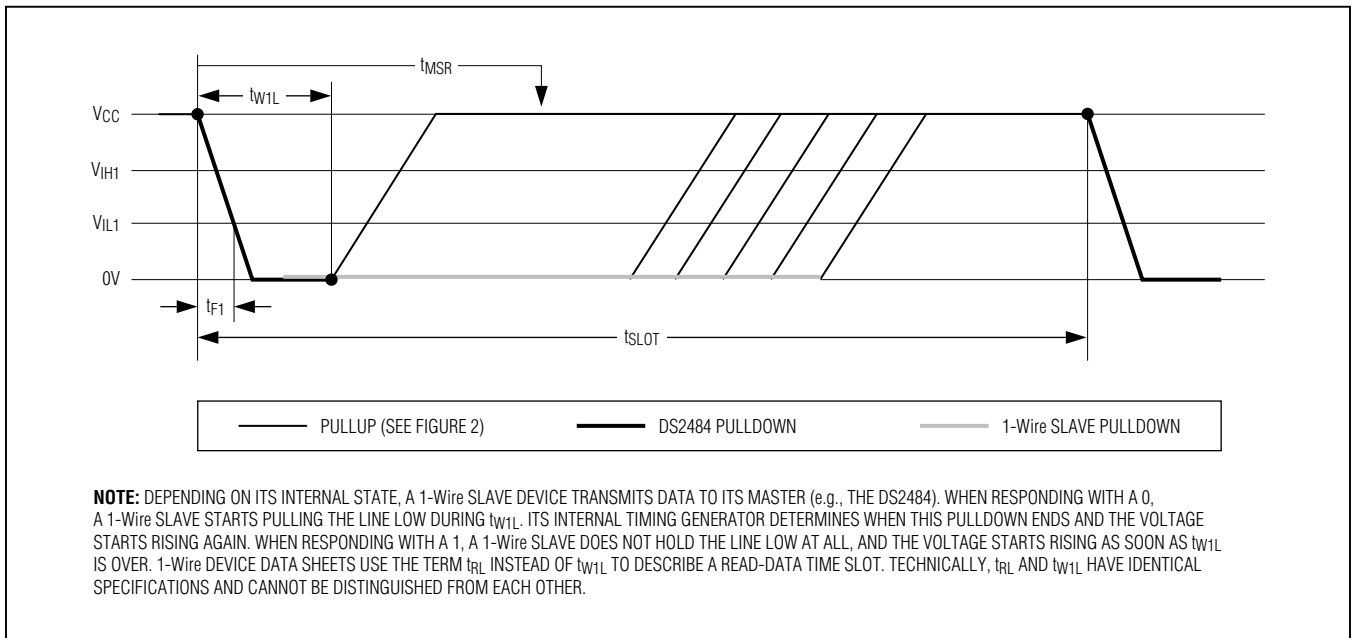 tMSR
tW1L
VCC
VIH1
VIL1
0V
tF1
tSLOT
PULLUP (SEE FIGURE 2) DS2484 PULLDOWN 1-Wire SLAVE PULLDOWN
NOTE: DEPENDING ON ITS INTERNAL STATE, A 1-Wire SLAVE DEVICE TRANSMITS DATA TO ITS MASTER (e.g., THE DS2484). WHEN RESPONDING WITH A 0,
A 1-Wire SLAVE STARTS PULLING THE LINE LOW DURING tW1L. ITS INTERNAL TIMING GENERATOR DETERMINES WHEN THIS PULLDOWN ENDS AND THE VOLTAGE
STARTS RISING AGAIN. WHEN RESPONDING WITH A 1, A 1-Wire SLAVE DOES NOT HOLD THE LINE LOW AT ALL, AND THE VOLTAGE STARTS RISING AS SOON AS tW1L
IS OVER. 1-Wire DEVICE DATA SHEETS USE THE TERM tRL INSTEAD OF tW1L TO DESCRIBE A READ-DATA TIME SLOT. TECHNICALLY, tRL AND tW1L HAVE IDENTICAL
SPECIFICATIONS AND CANNOT BE DISTINGUISHED FROM EACH OTHER.